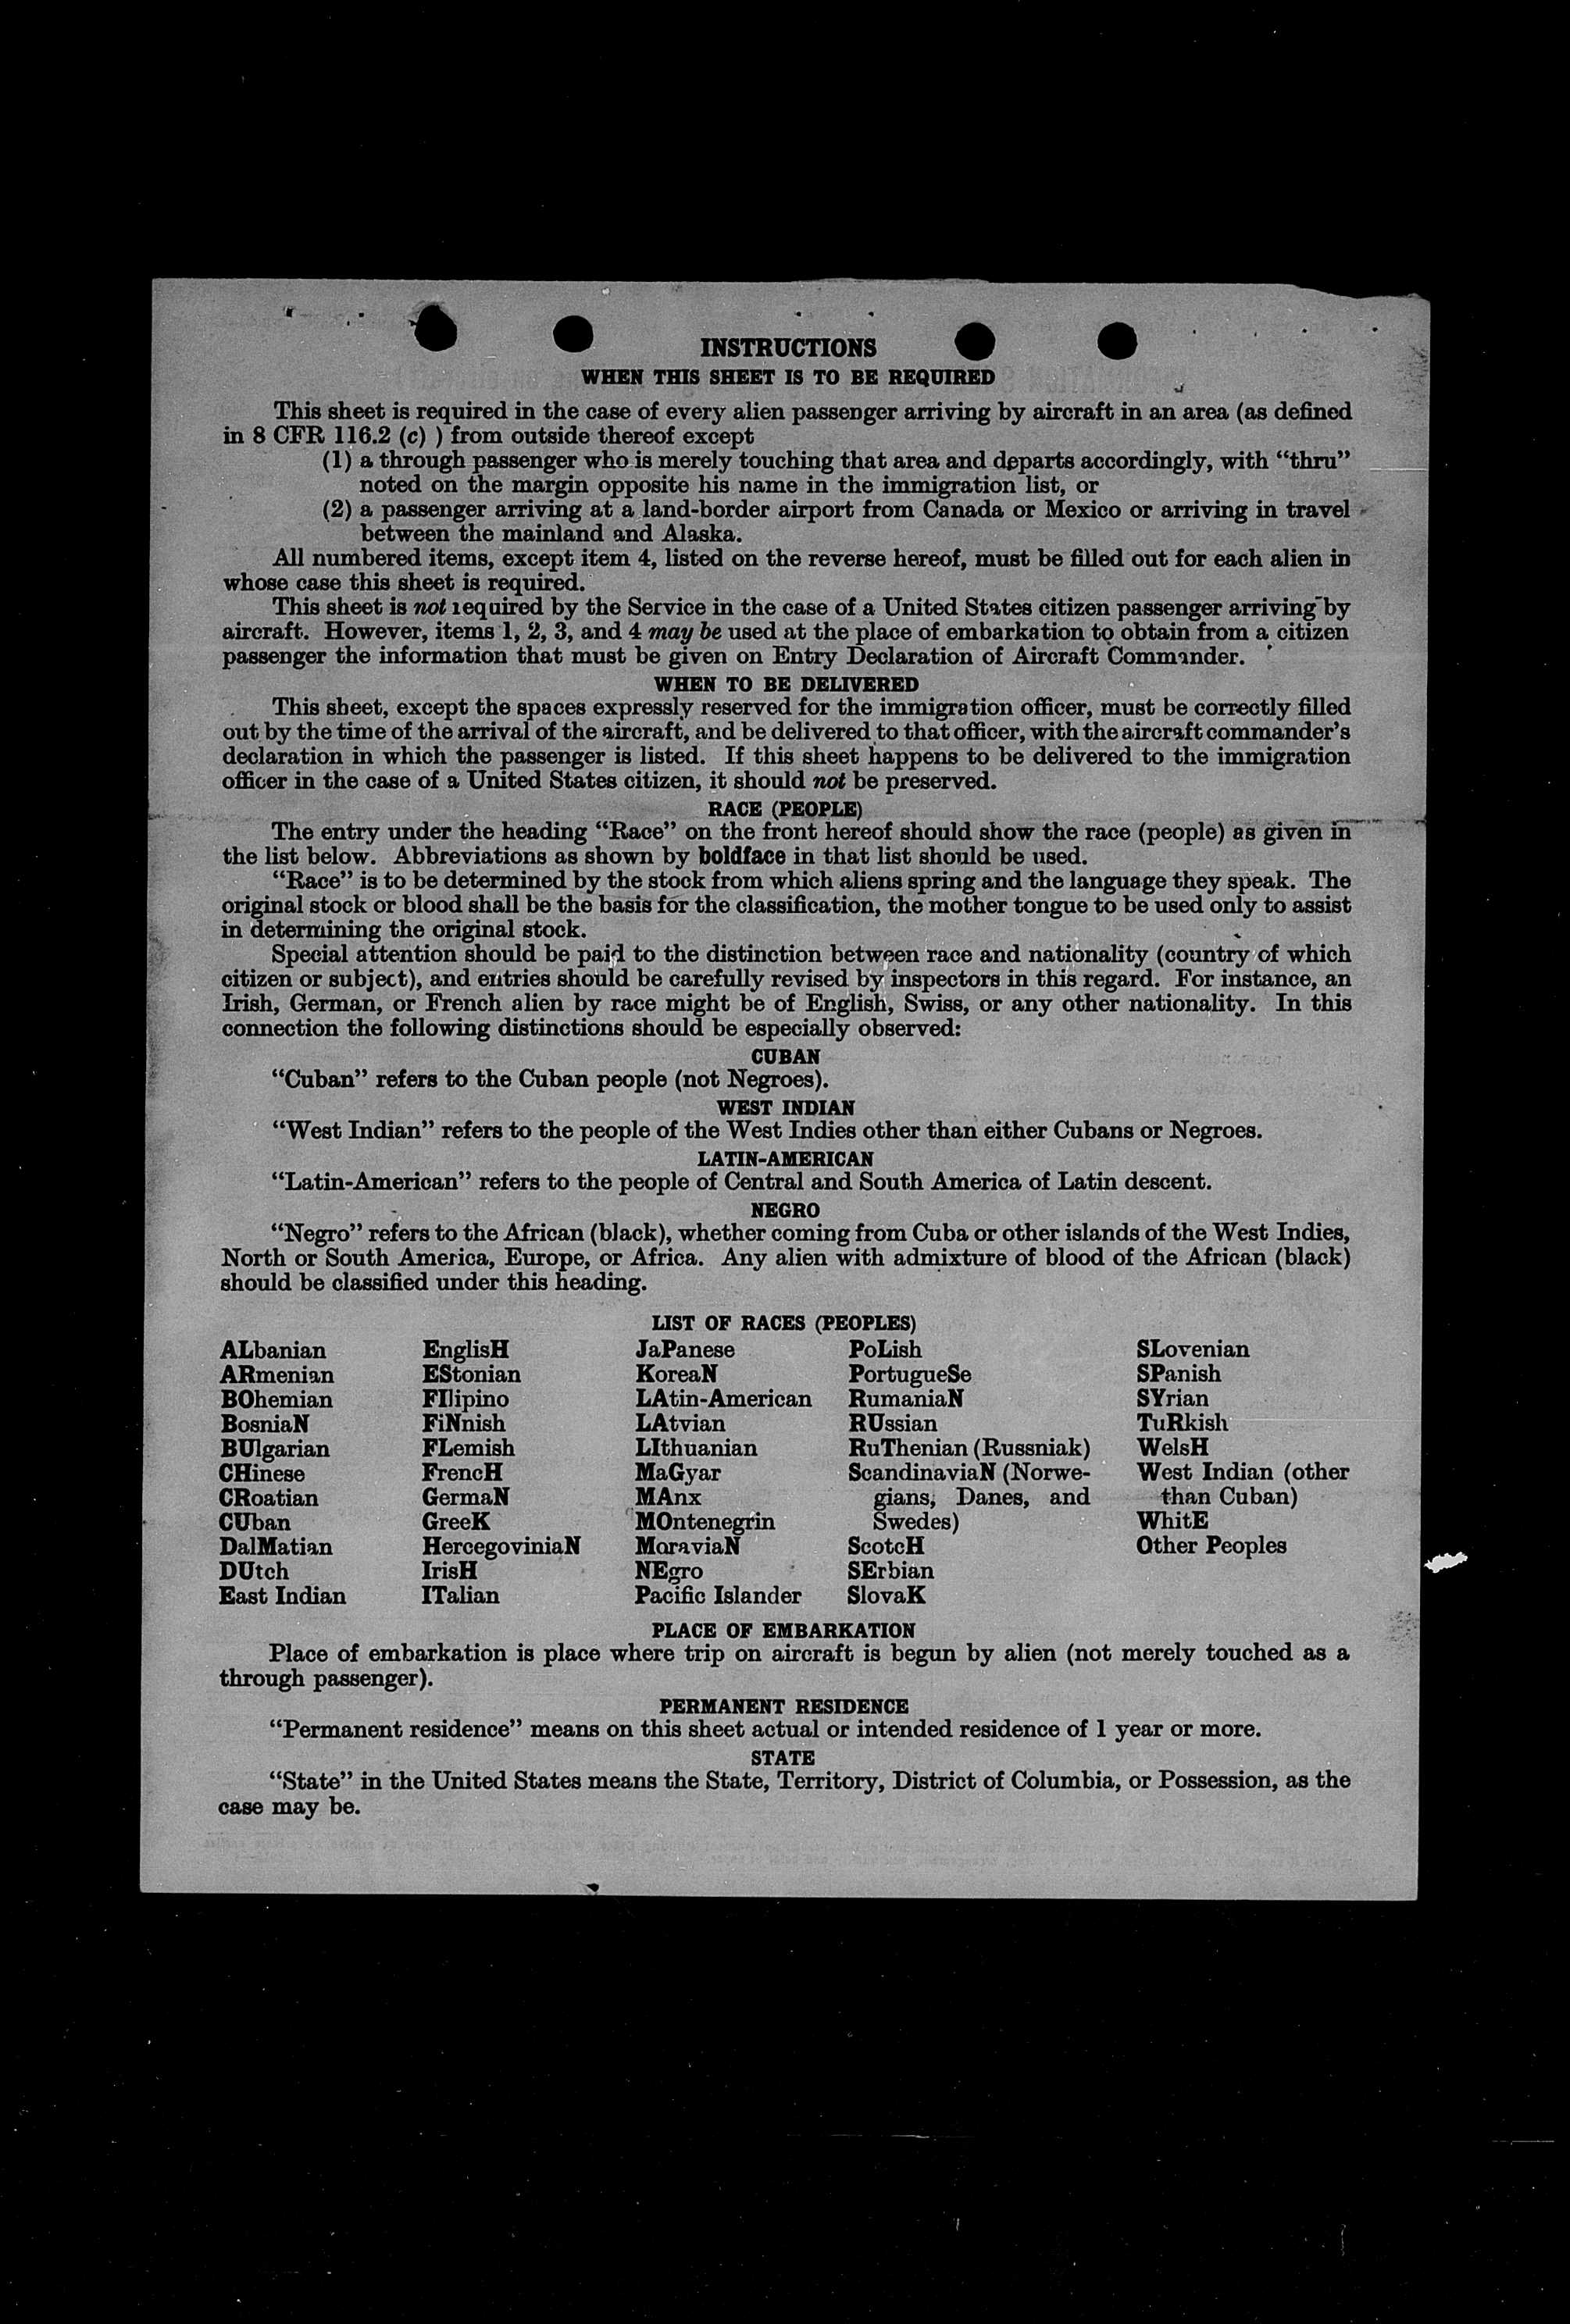 INSTRUCTIONS
WHEN THIS SHEET IS TO BE REQUIRED
This sheet is required in the case of every alien passenger arriving by aircraft in an area (as defined
in 8 CFR 116.2 (c) ) from outside thereof except
(1) a through passenger who is merely touching that area and departs accordingly, with “thru”
noted on the margin opposite his name in the immigration list, or
(2) a passenger arriving at a land-border airport from Canada or Mexico or arriving in travel
between the mainland and Alaska.
All numbered items, except item 4, listed on the reverse hereof, must be filled out for each alien in
whose case this sheet is required.
This sheet is not required by the Service in the case of a United States citizen passenger arriving by
aircraft. However, items 1, 2, 3, and 4 may be used at the place of embarkation to obtain from a citizen
passenger the information that must be given on Entry Declaration of Aircraft Commander.
WHEN TO BE DELIVERED
This sheet, except the spaces expressly reserved for the immigration officer, must be correctly filled
out by the time of the arrival of the aircraft, and be delivered to that officer, with the aircraft commander’s
declaration in which the passenger is listed. If this sheet happens to be delivered to the immigration
officer in the case of a United States citizen, it should not be preserved.
RACE (PEOPLE)
The entry under the heading “Race” on the front hereof should show the race (people) as given in
the list below. Abbreviations as shown by boldface in that list should be used.
“Race” is to be determined by the stock from which aliens spring and the language they speak. The
original stock or blood shall be the basis for the classification, the mother tongue to be used only to assist
in determining the original stock.
Special attention should be paid to the distinction between race and nationality (country of which
citizen or subject), and entries should be carefully revised by inspectors in this regard. For instance, an
Irish, German, or French alien by race might be of English, Swiss, or any other nationality. In this
connection the following distinctions should be especially observed:
CUBAN
“Cuban” refers to the Cuban people (not Negroes).
WEST INDIAN
“West Indian” refers to the people of the West Indies other than either Cubans or Negroes.
LATIN-AMERICAN
“Latin-American” refers to the people of Central and South America of Latin descent.
NEGRO
“Negro” refers to the African (black), whether coming from Cuba or other islands of the West Indies,
North or South America, Europe, or Africa. Any alien with admixture of blood of the African (black)
should be classified under this heading.
LIST OF RACES (PEOPLES)
ALbanian
ARmenian
BOhemian
BosniaN
BUlgarian
CHinese
CRoatian
CUban
DalMatian
DUtch
East Indian
EnglisH
EStonian
FIlipino
FiNnish
FLemish
FrencH
GermaN
GreeK
HercegoviniaN
IrisH
ITalian
JaPanese
KoreaN
LAtin-American
LAtvian
LIthuanian
MaGyar
MAnx
MOntenegrin
MoraviaN
NEgro
Pacific Islander
PoLish
PortugueSe
RumaniaN
RUssian
RuThenian (Russniak)
ScandinaviaN (Norwe-
gians, Danes, and
Swedes)
ScotcH
SErbian
SlovaK
SLovenian
SPanish
SYrian
TuRkish
WelsH
West Indian (other
than Cuban)
WhitE
Other Peoples
PLACE OF EMBARKATION
Place of embarkation is place where trip on aircraft is begun by alien (not merely touched as a
through passenger).
PERMANENT RESIDENCE
“Permanent residence” means on this sheet actual or intended residence of 1 year or more.
STATE
“State” in the United States means the State, Territory, District of Columbia, or Possession, as the
case may be.